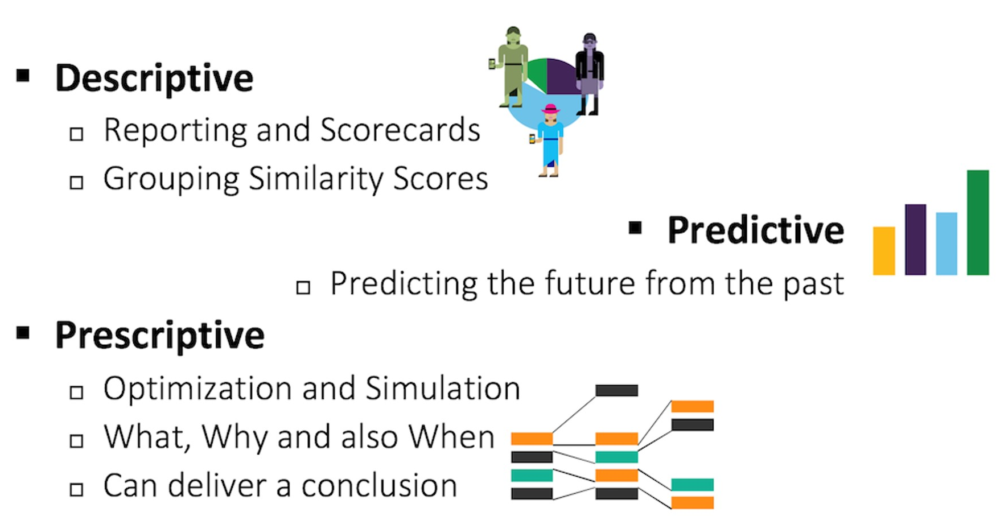 ▪ Descriptive
▫ Reporting and Scorecards
▫ Grouping Similarity Scores
▪ Predictive
▫ Predicting the future from the past
▪ Prescriptive
▫ Optimization and Simulation
▫ What, Why and also When
▫ Can deliver a conclusion